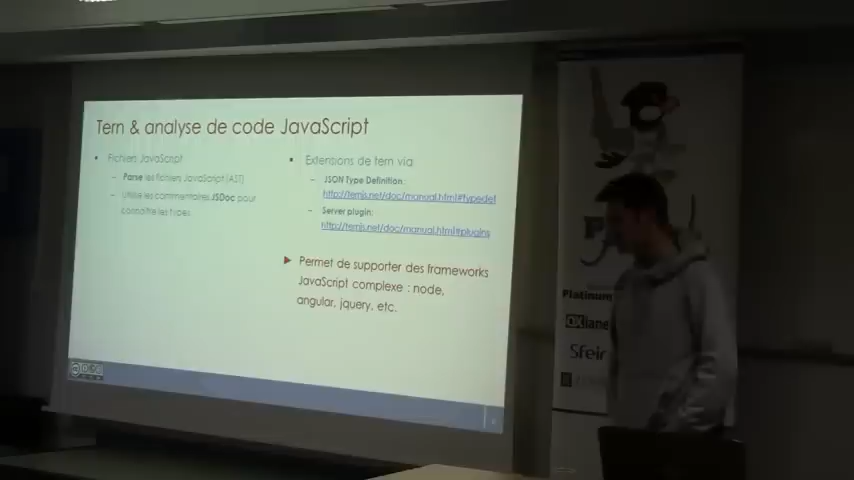 Tern & analyse de code JavaScript
Fichiers JavaScript
– Parse les fichiers JavaScript (AST)
– Utilise les commentaires JSDoc pour
connaître les types.
Extensions de tern via:
– JSON Type Definition:
http://ternjs.net/doc/manual.html#typedef
– Server plugin:
http://ternjs.net/doc/manual.html#plugins
Permet de supporter des frameworks
JavaScript complexe : node,
angular, jquery, etc.
Platinum
oxiane
Sfeir